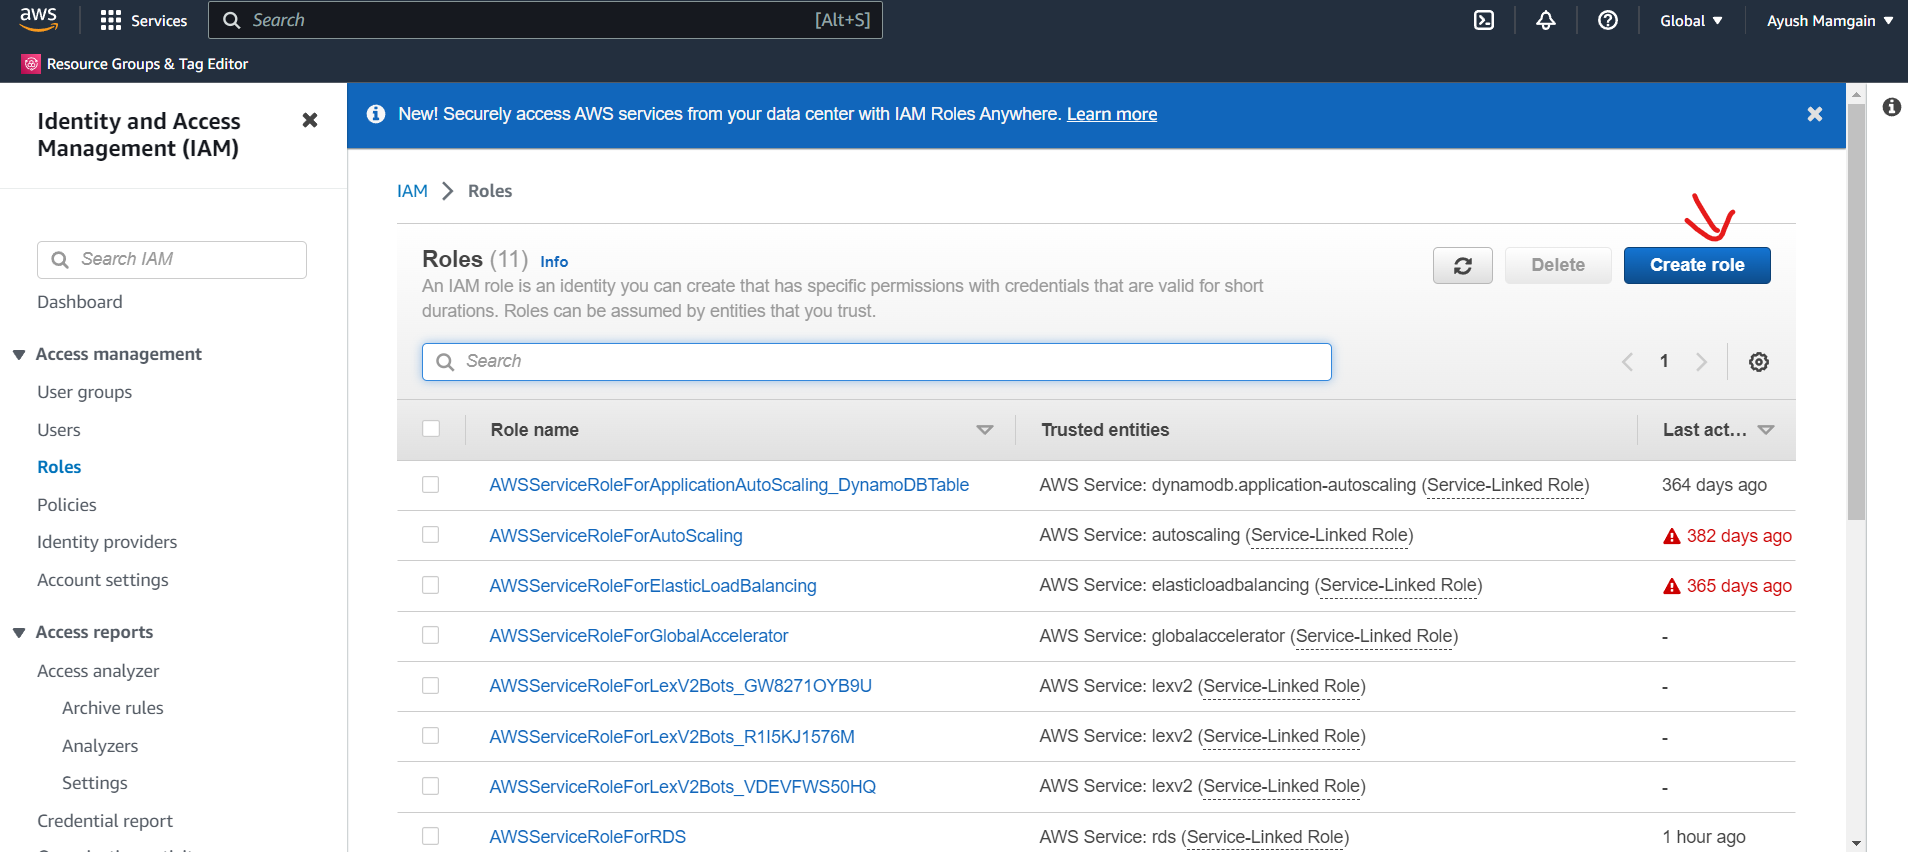 aws Services Search [Alt+S] Global Ayush Mamgain
Resource Groups & Tag Editor
Identity and Access
Management (IAM)
Search IAM
Dashboard
Access management
User groups
Users
Roles
Policies
Identity providers
Account settings
Access reports
Access analyzer
Archive rules
Analyzers
Settings
Credential report
New! Securely access AWS services from your data center with IAM Roles Anywhere. Learn more
IAM > Roles
Roles (11) Info
Delete Create role
An IAM role is an identity you can create that has specific permissions with credentials that are valid for short
durations. Roles can be assumed by entities that you trust.
Search
1
Role name Trusted entities Last act...
AWSServiceRoleForApplicationAutoScaling_DynamoDBTable AWS Service: dynamodb.application-autoscaling (Service-Linked Role) 364 days ago
AWSServiceRoleForAutoScaling AWS Service: autoscaling (Service-Linked Role) 382 days ago
AWSServiceRoleForElasticLoadBalancing AWS Service: elasticloadbalancing (Service-Linked Role) 365 days ago
AWSServiceRoleForGlobalAccelerator AWS Service: globalaccelerator (Service-Linked Role) -
AWSServiceRoleForLexV2Bots_GW8271OYB9U AWS Service: lexv2 (Service-Linked Role) -
AWSServiceRoleForLexV2Bots_R1I5KJ1576M AWS Service: lexv2 (Service-Linked Role) -
AWSServiceRoleForLexV2Bots_VDEVFWS50HQ AWS Service: lexv2 (Service-Linked Role) -
AWSServiceRoleForRDS AWS Service: rds (Service-Linked Role) 1 hour ago